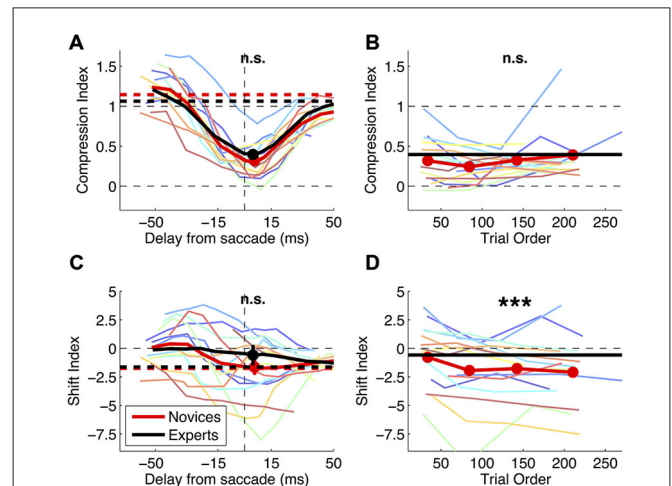 A
B
n.s.
n.s.
Compression Index
1.5
1
0.5
0
-50
-15
15
50
Delay from saccade (ms)
Compression Index
1.5
1
0.5
0
50
100
150
200
250
Trial Order
C
D
n.s.
***
Shift Index
5
2.5
0
-2.5
-5
-7.5
Novices
Experts
-50
-15
15
50
Delay from saccade (ms)
Shift Index
5
2.5
0
-2.5
-5
-7.5
50
100
150
200
250
Trial Order